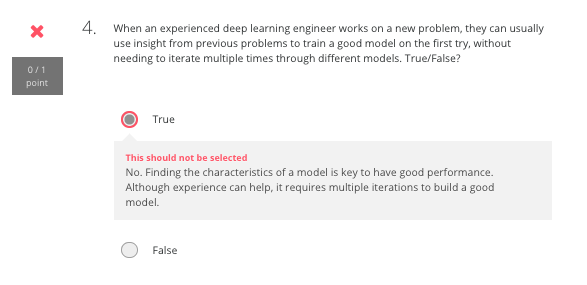 4. When an experienced deep learning engineer works on a new problem, they can usually
use insight from previous problems to train a good model on the first try, without
needing to iterate multiple times through different models. True/False?
0 / 1
point
True
This should not be selected
No. Finding the characteristics of a model is key to have good performance.
Although experience can help, it requires multiple iterations to build a good
model.
False